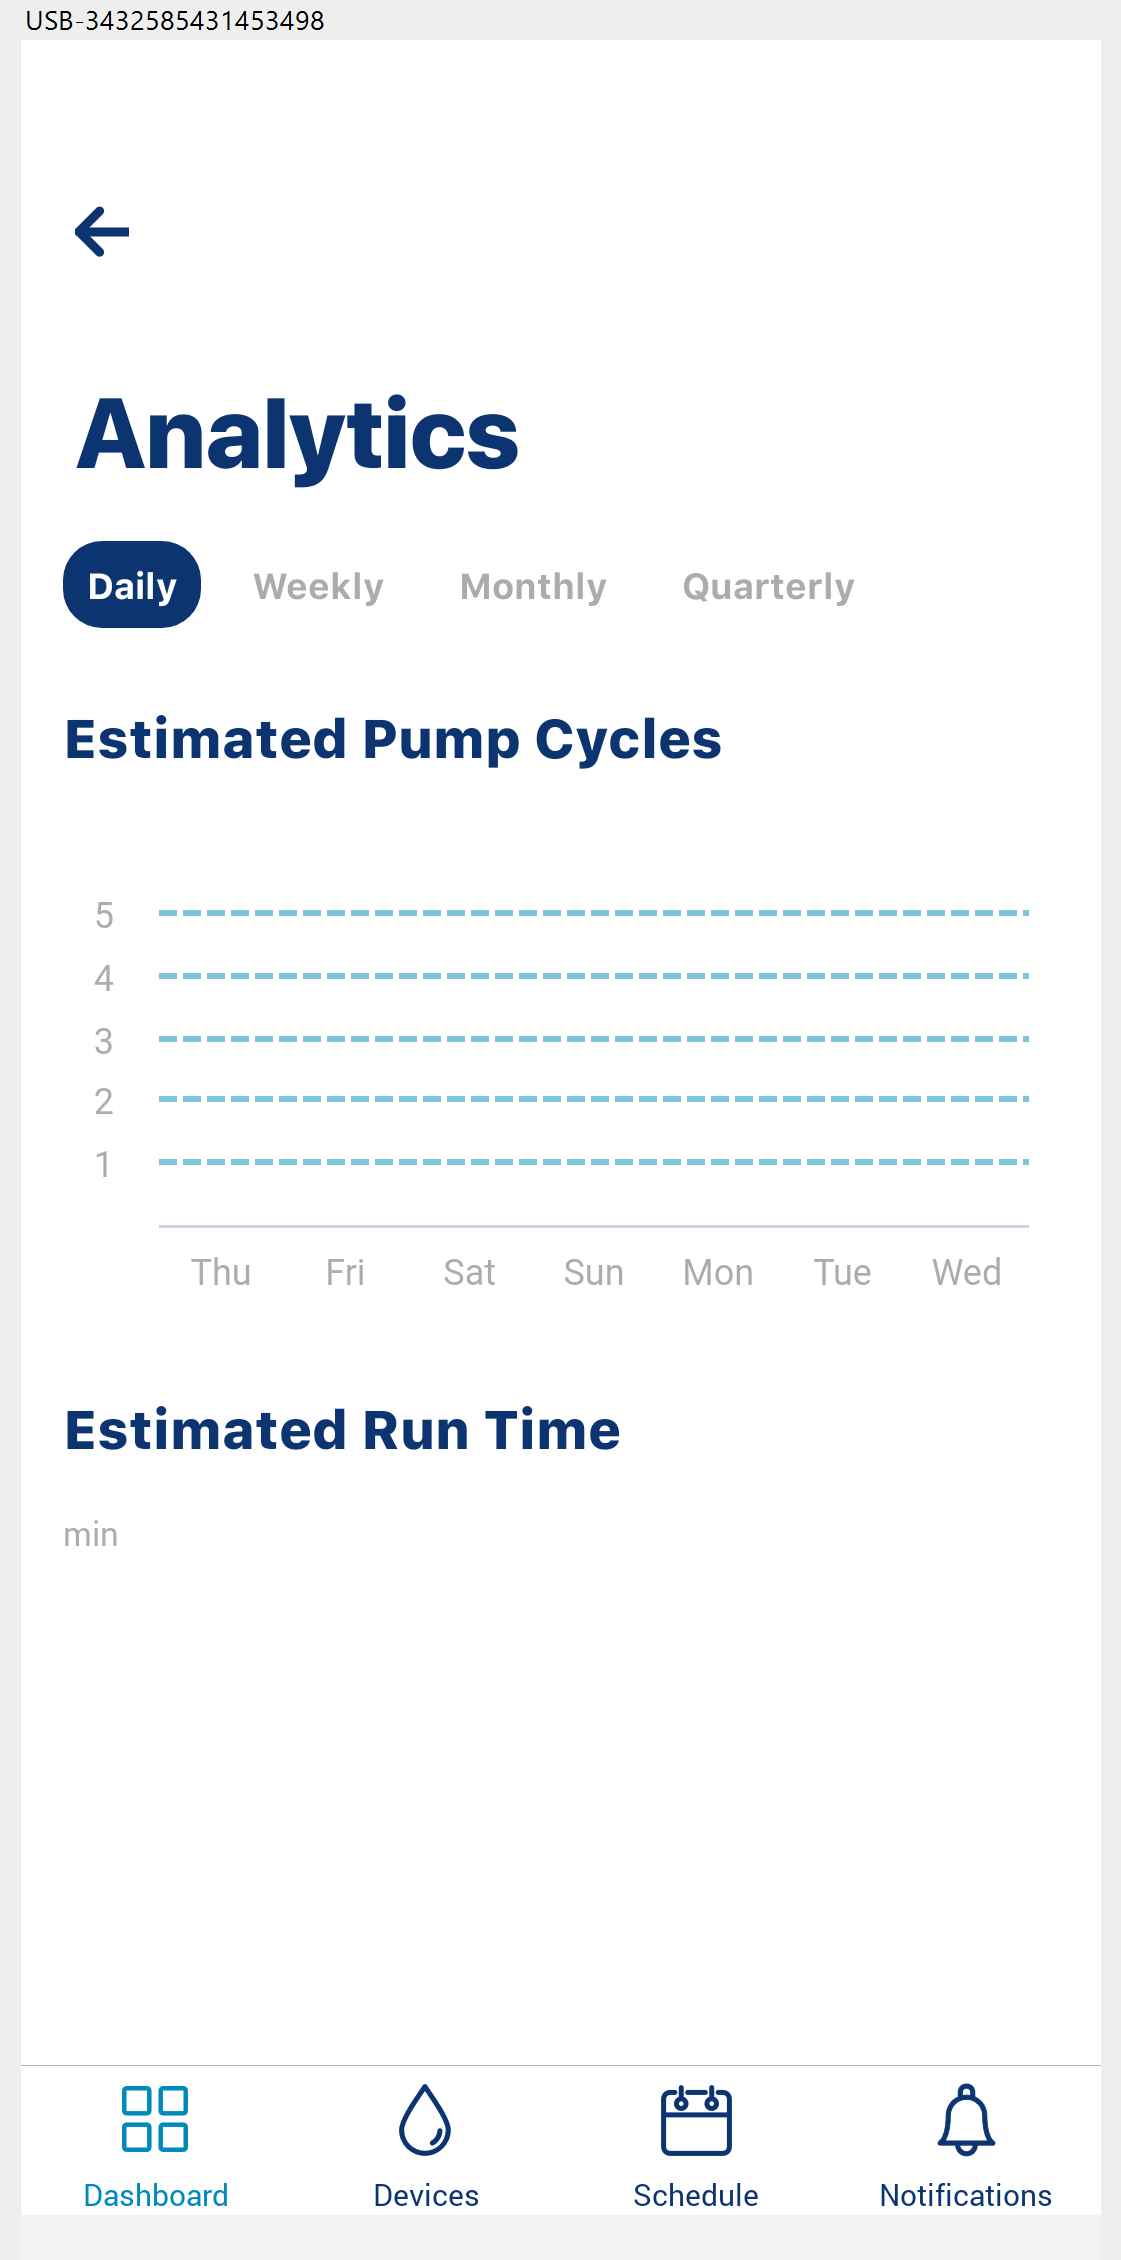 USB-3432585431453498
Analytics
Daily Weekly Monthly Quarterly
Estimated Pump Cycles
5
4
3
2
1
Thu Fri Sat Sun Mon Tue Wed
Estimated Run Time
min
Dashboard Devices Schedule Notifications